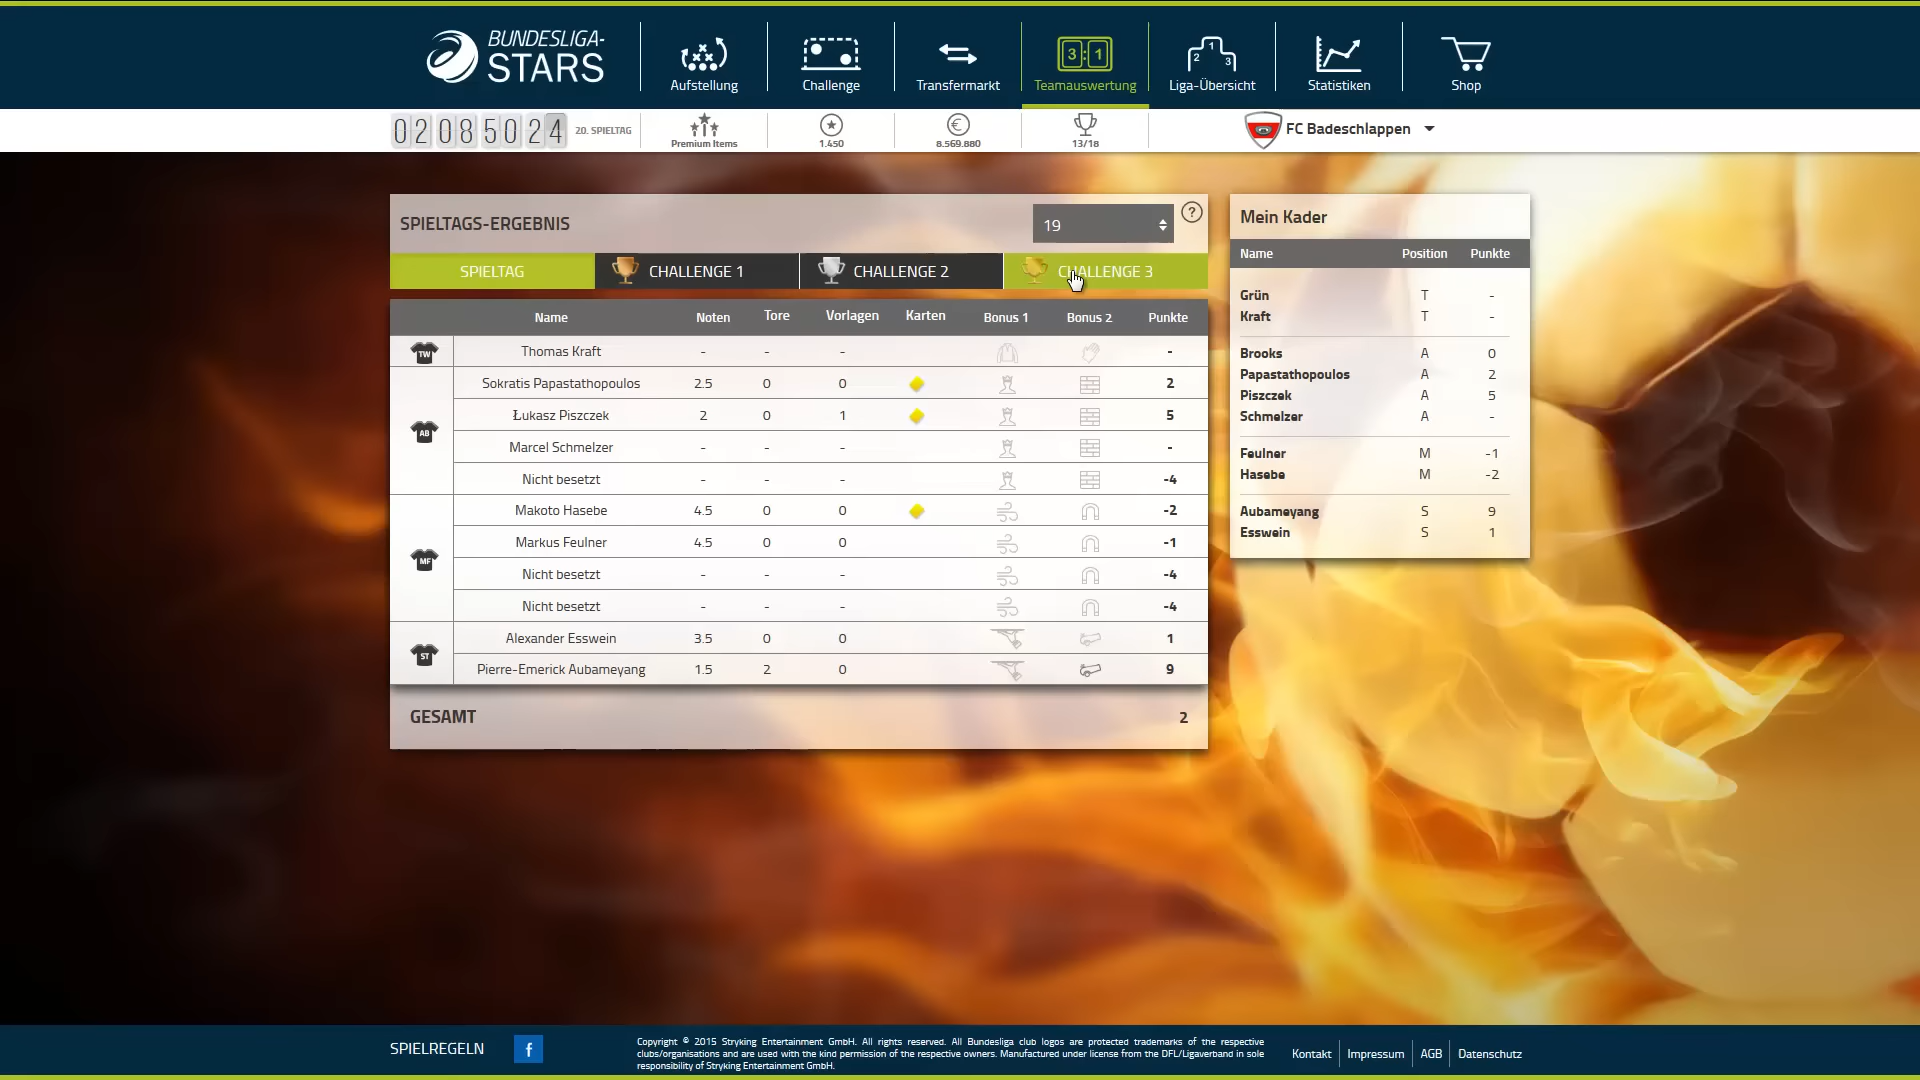 BUNDESLIGA-
STARS
Aufstellung
Challenge
3:1
Teamauswertung
Transfermarkt
2 1 3
Liga-Übersicht
Statistiken
Shop
02 08 50 24
20. SPIELTAG
Premium Items
1.450
8.569.880
13/18
FC Badeschlappen
SPIELTAGS-ERGEBNIS
19
?
SPIELTAG
CHALLENGE 1
CHALLENGE 2
CHALLENGE 3
Name Noten Tore Vorlagen Karten Bonus 1 Bonus 2 Punkte
TW
Thomas Kraft - - - -
AB
Sokratis Papastathopoulos 2.5 0 0 2
Łukasz Piszczek 2 0 1 5
Marcel Schmelzer - - - -
Nicht besetzt - - - -4
MF
Makoto Hasebe 4.5 0 0 -2
Markus Feulner 4.5 0 0 -1
Nicht besetzt - - - -4
Nicht besetzt - - - -4
ST
Alexander Esswein 3.5 0 0 1
Pierre-Emerick Aubameyang 1.5 2 0 9
GESAMT 2
Mein Kader
Name Position Punkte
Grün T -
Kraft T -
Brooks A 0
Papastathopoulos A 2
Piszczek A 5
Schmelzer A -
Feulner M -1
Hasebe M -2
Aubameyang S 9
Esswein S 1
SPIELREGELN
f
Copyright © 2015 Stryking Entertainment GmbH. All rights reserved. All Bundesliga club logos are protected trademarks of the respective
clubs/organisations and are used with the kind permission of the respective owners. Manufactured under license from the DFL/Ligaverband in sole
responsibility of Stryking Entertainment GmbH.
Kontakt
Impressum
AGB
Datenschutz